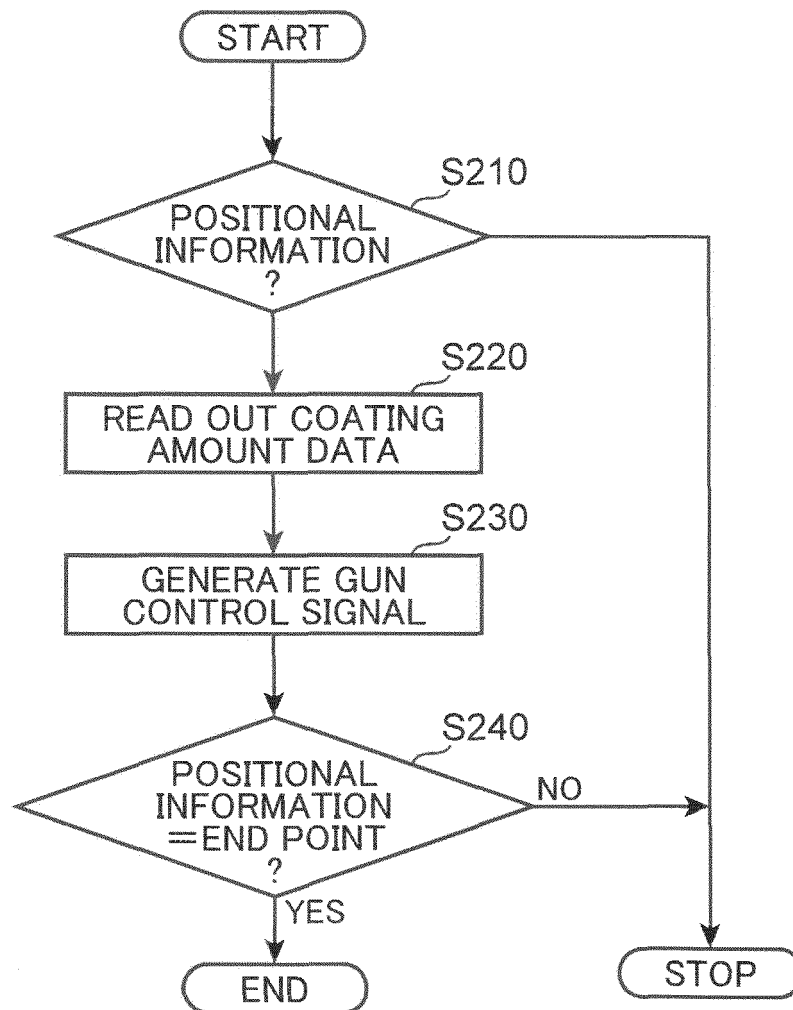 START
S210
POSITIONAL
INFORMATION
?
S220
READ OUT COATING
AMOUNT DATA
S230
GENERATE GUN
CONTROL SIGNAL
S240
POSITIONAL
INFORMATION
=END POINT
?
NO
YES
END
STOP